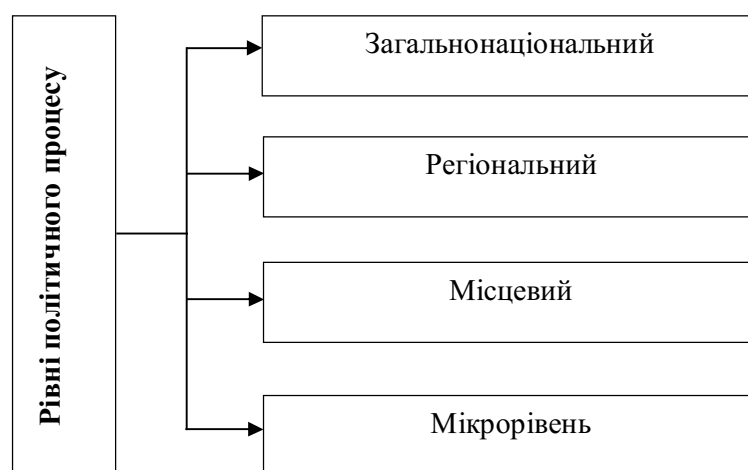 Рівні політичного процесу
Загальнонаціональний
Регіональний
Місцевий
Мікрорівень